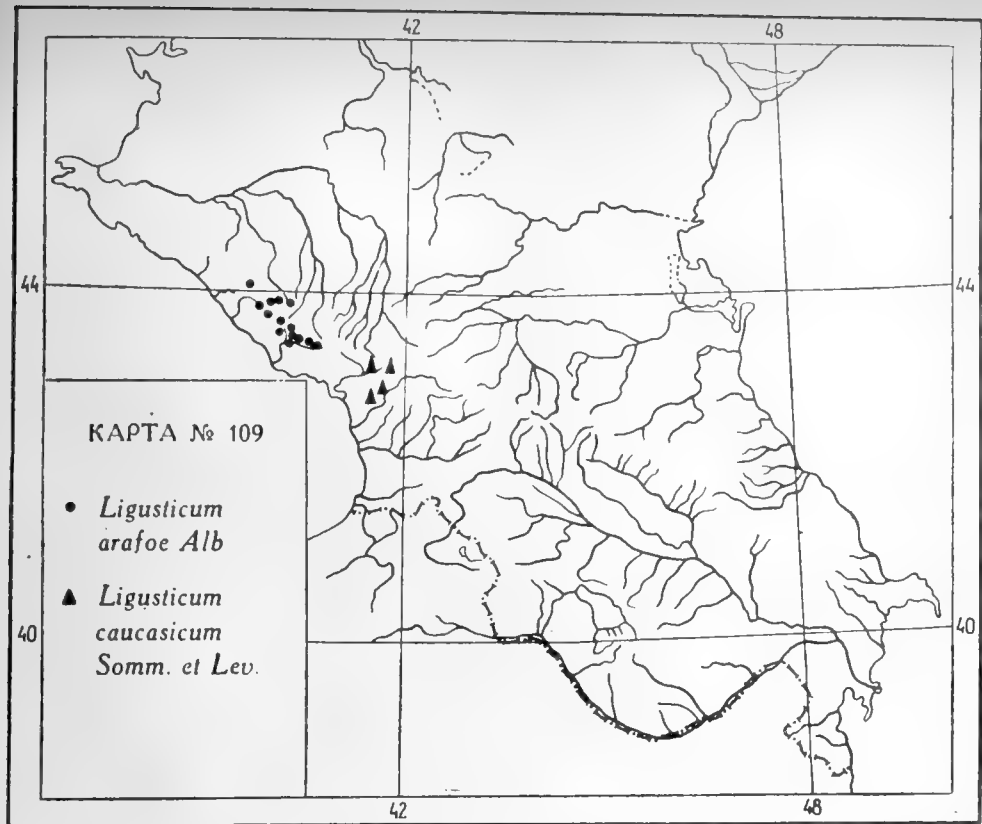 42 48
44 44
КАРТА № 109
Ligusticum
arafoe Alb
Ligusticum
caucasicum
Somm. et Lev.
40 40
42 48